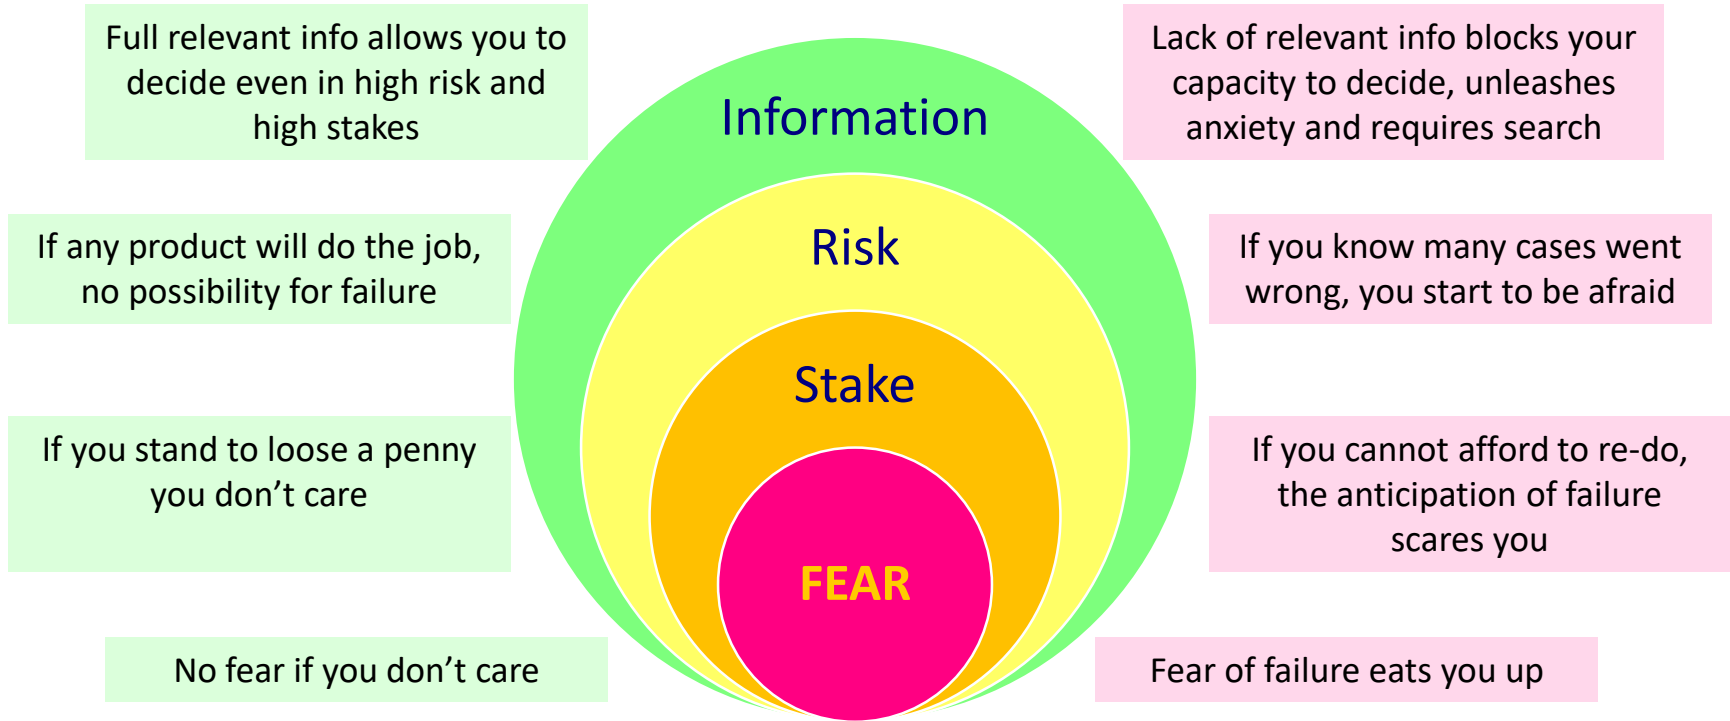 Full relevant info allows you to
decide even in high risk and
high stakes
Information
Lack of relevant info blocks your
capacity to decide, unleashes
anxiety and requires search
If any product will do the job,
no possibility for failure
Risk
If you know many cases went
wrong, you start to be afraid
Stake
If you stand to loose a penny
you don’t care
If you cannot afford to re-do,
the anticipation of failure
scares you
FEAR
No fear if you don’t care
Fear of failure eats you up